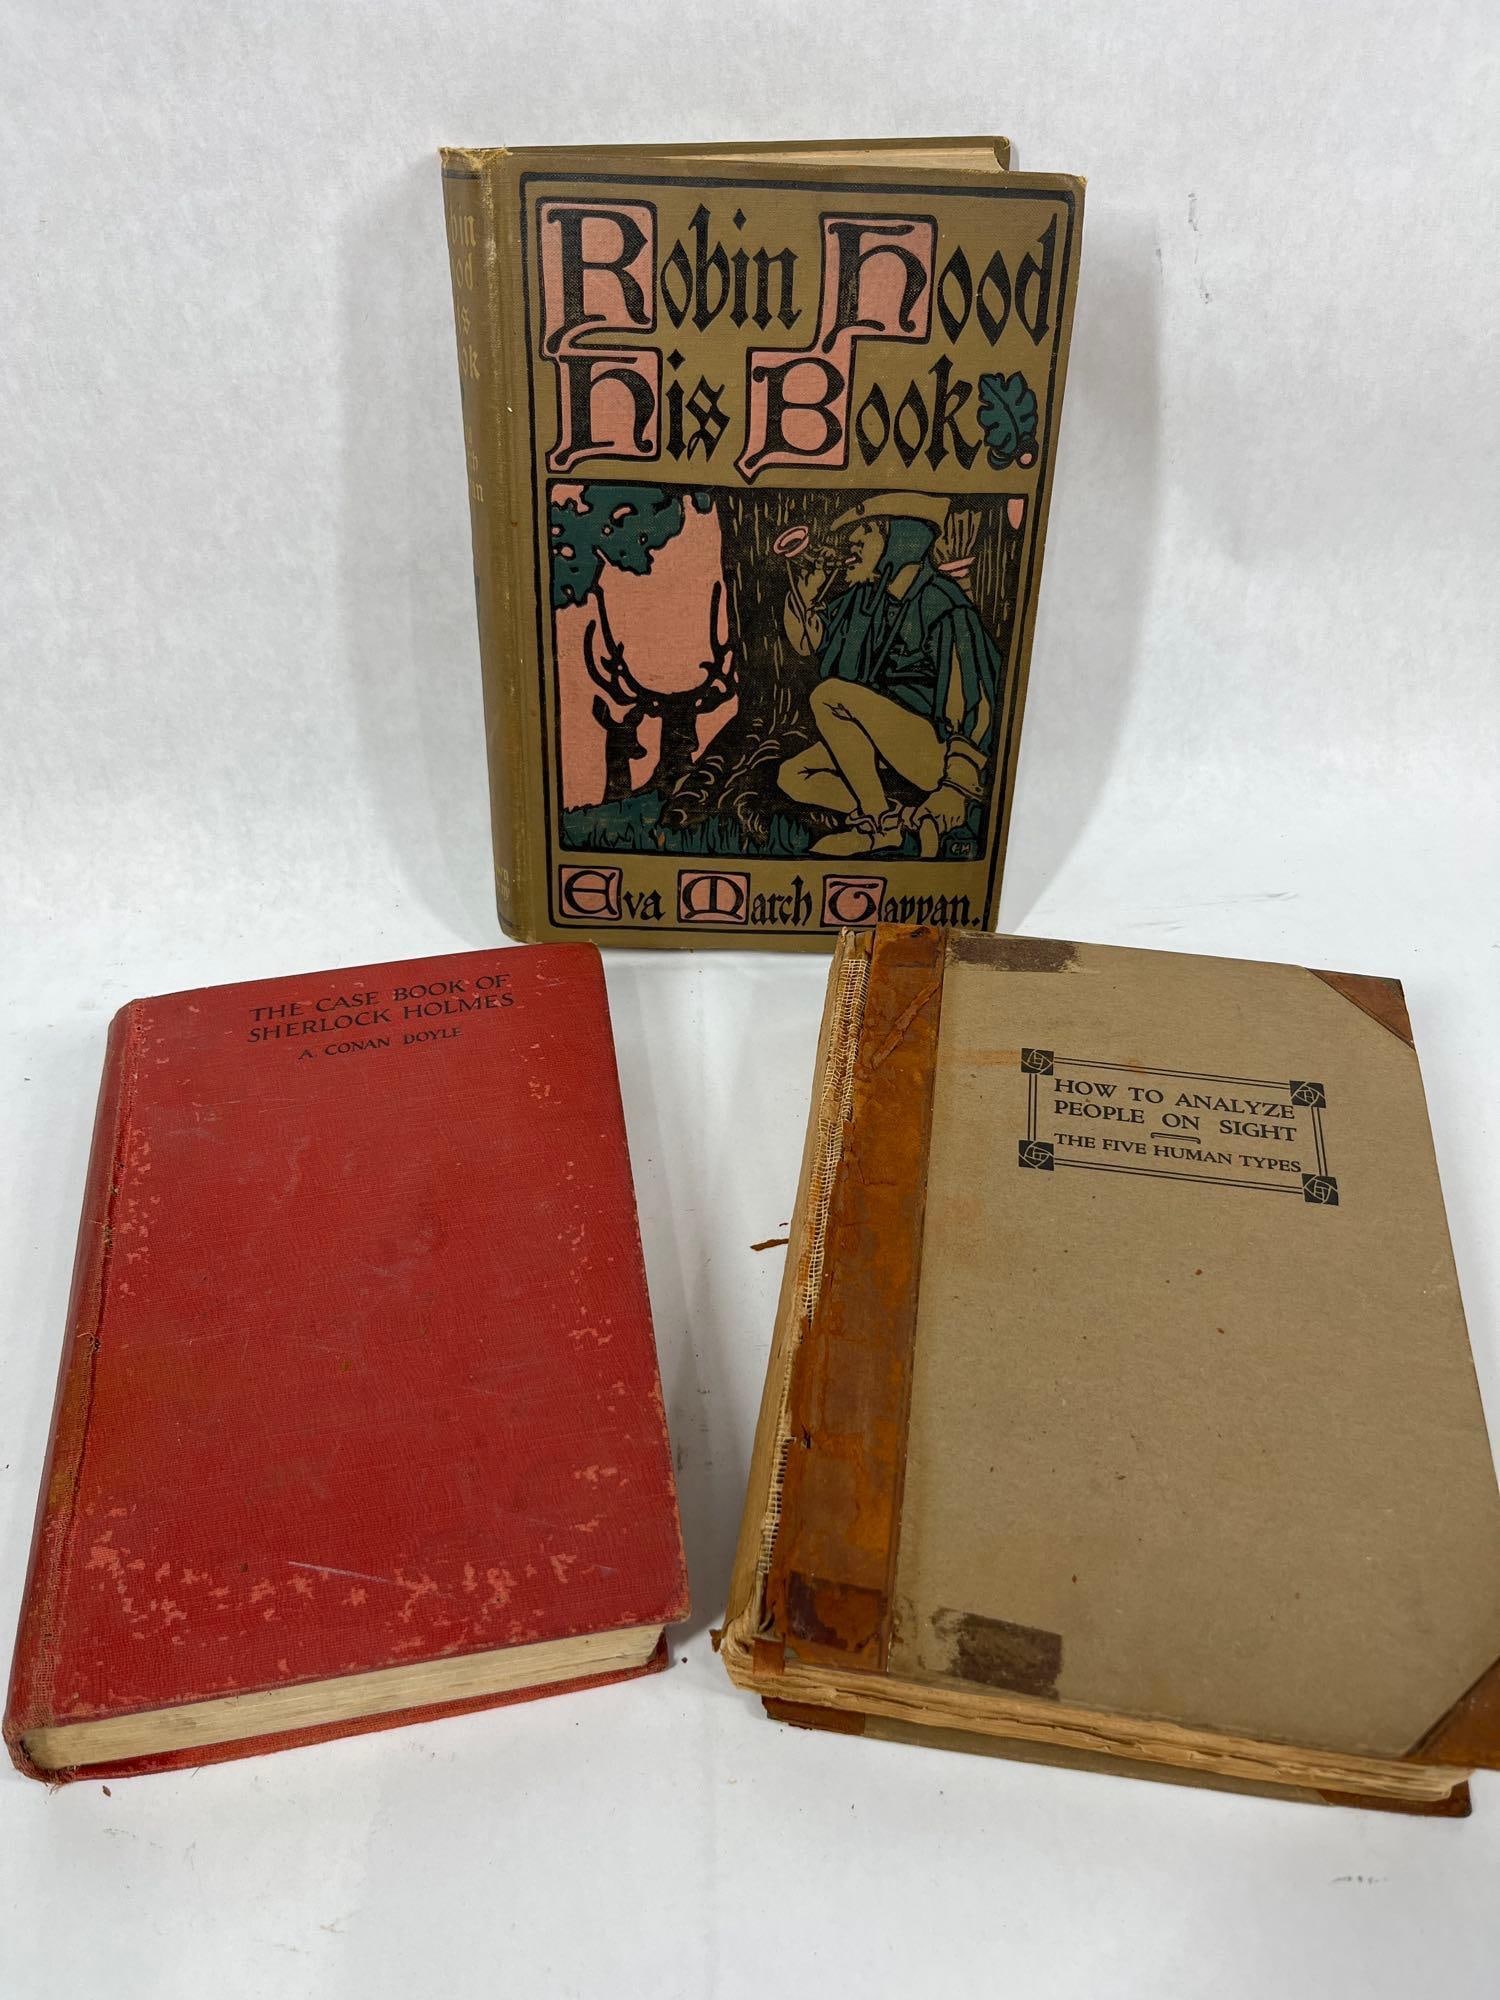 Robin Hood
His Book
Eva March Tappan.
THE CASE BOOK OF
SHERLOCK HOLMES
A. CONAN DOYLE
HOW TO ANALYZE
PEOPLE ON SIGHT
THE FIVE HUMAN TYPES